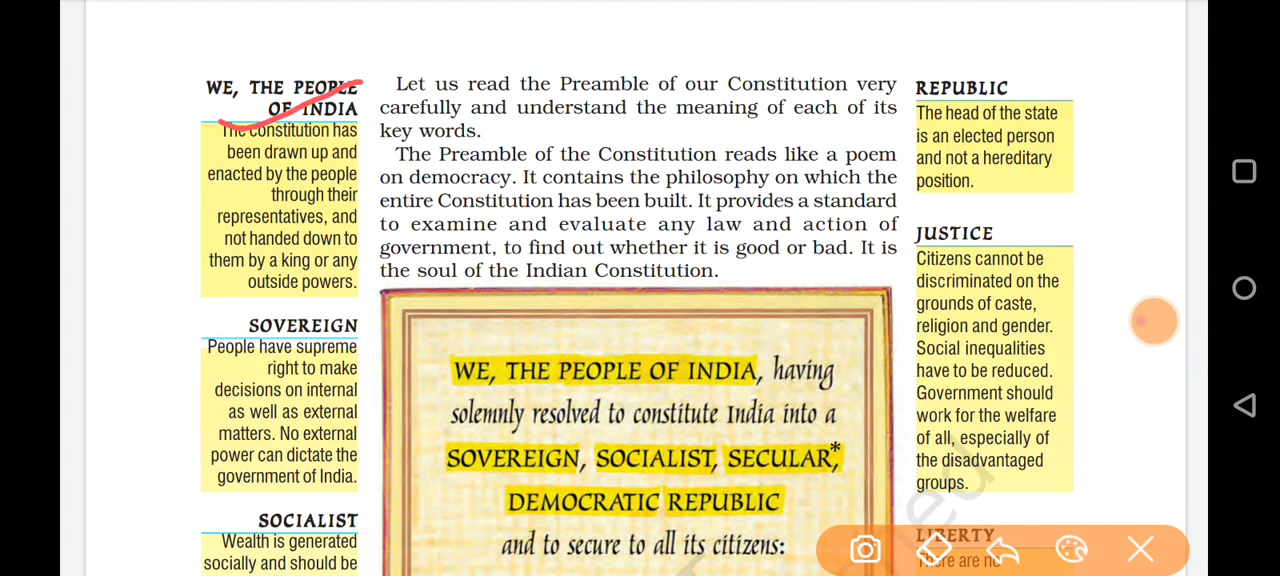 WE, THE PEOPLE
OF INDIA
The constitution has
been drawn up and
enacted by the people
through their
representatives, and
not handed down to
them by a king or any
outside powers.
SOVEREIGN
People have supreme
right to make
decisions on internal
as well as external
matters. No external
power can dictate the
government of India.
SOCIALIST
Wealth is generated
socially and should be
Let us read the Preamble of our Constitution very
carefully and understand the meaning of each of its
key words.
The Preamble of the Constitution reads like a poem
on democracy. It contains the philosophy on which the
entire Constitution has been built. It provides a standard
to examine and evaluate any law and action of
government, to find out whether it is good or bad. It is
the soul of the Indian Constitution.
WE, THE PEOPLE OF INDIA, having
solemnly resolved to constitute India into a
SOVEREIGN, SOCIALIST, SECULAR,*
DEMOCRATIC REPUBLIC
and to secure to all its citizens:
REPUBLIC
The head of the state
is an elected person
and not a hereditary
position.
JUSTICE
Citizens cannot be
discriminated on the
grounds of caste,
religion and gender.
Social inequalities
have to be reduced.
Government should
work for the welfare
of all, especially of
the disadvantaged
groups.
LIBERTY
There are no